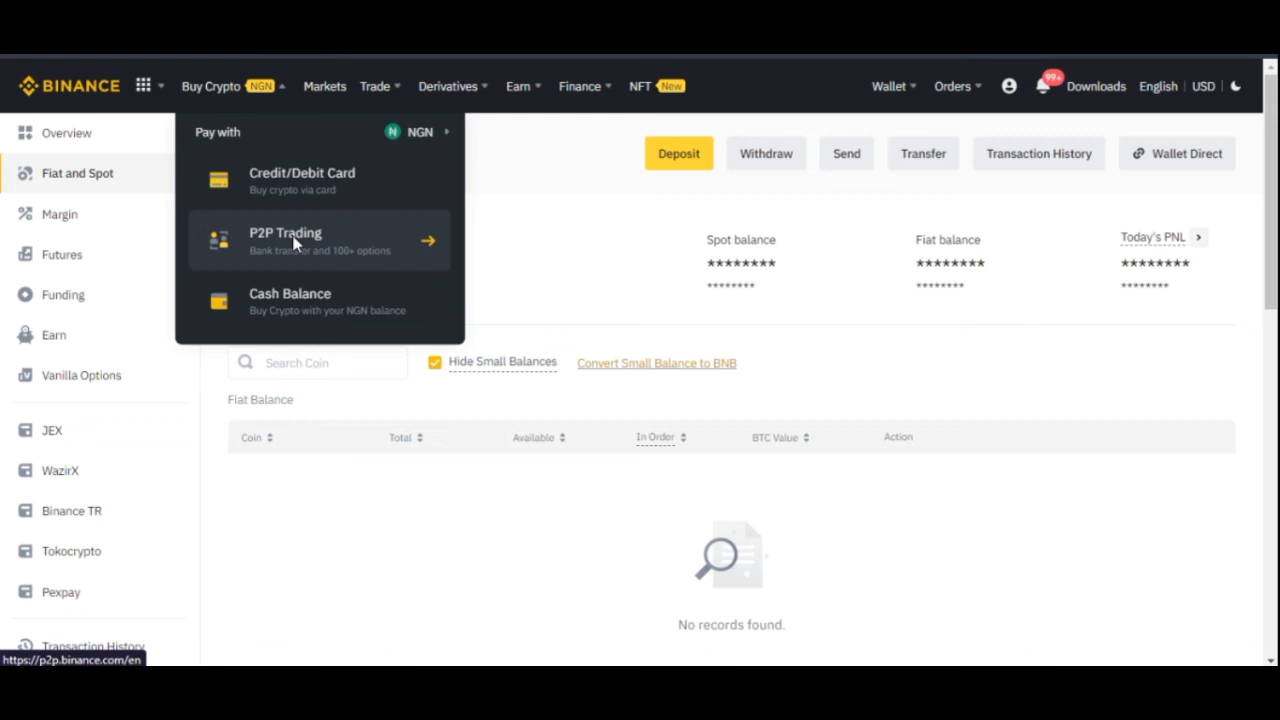 BINANCE Buy Crypto NGN Markets Trade Derivatives Earn Finance NFT New Wallet Orders 99+ Downloads English USD
Overview
Fiat and Spot
Margin
Futures
Funding
Earn
Vanilla Options
JEX
WazirX
Binance TR
Tokocrypto
Pexpay
Transaction History
https://p2p.binance.com/en
Pay with NGN
Credit/Debit Card
Buy crypto via card
P2P Trading
Bank transfer and 100+ options
Cash Balance
Buy Crypto with your NGN balance
Deposit Withdraw Send Transfer Transaction History Wallet Direct
Spot balance Fiat balance Today's PNL
******** ******** ********
******** ******** ********
Search Coin Hide Small Balances Convert Small Balance to BNB
Fiat Balance
Coin Total Available In Order BTC Value Action
No records found.